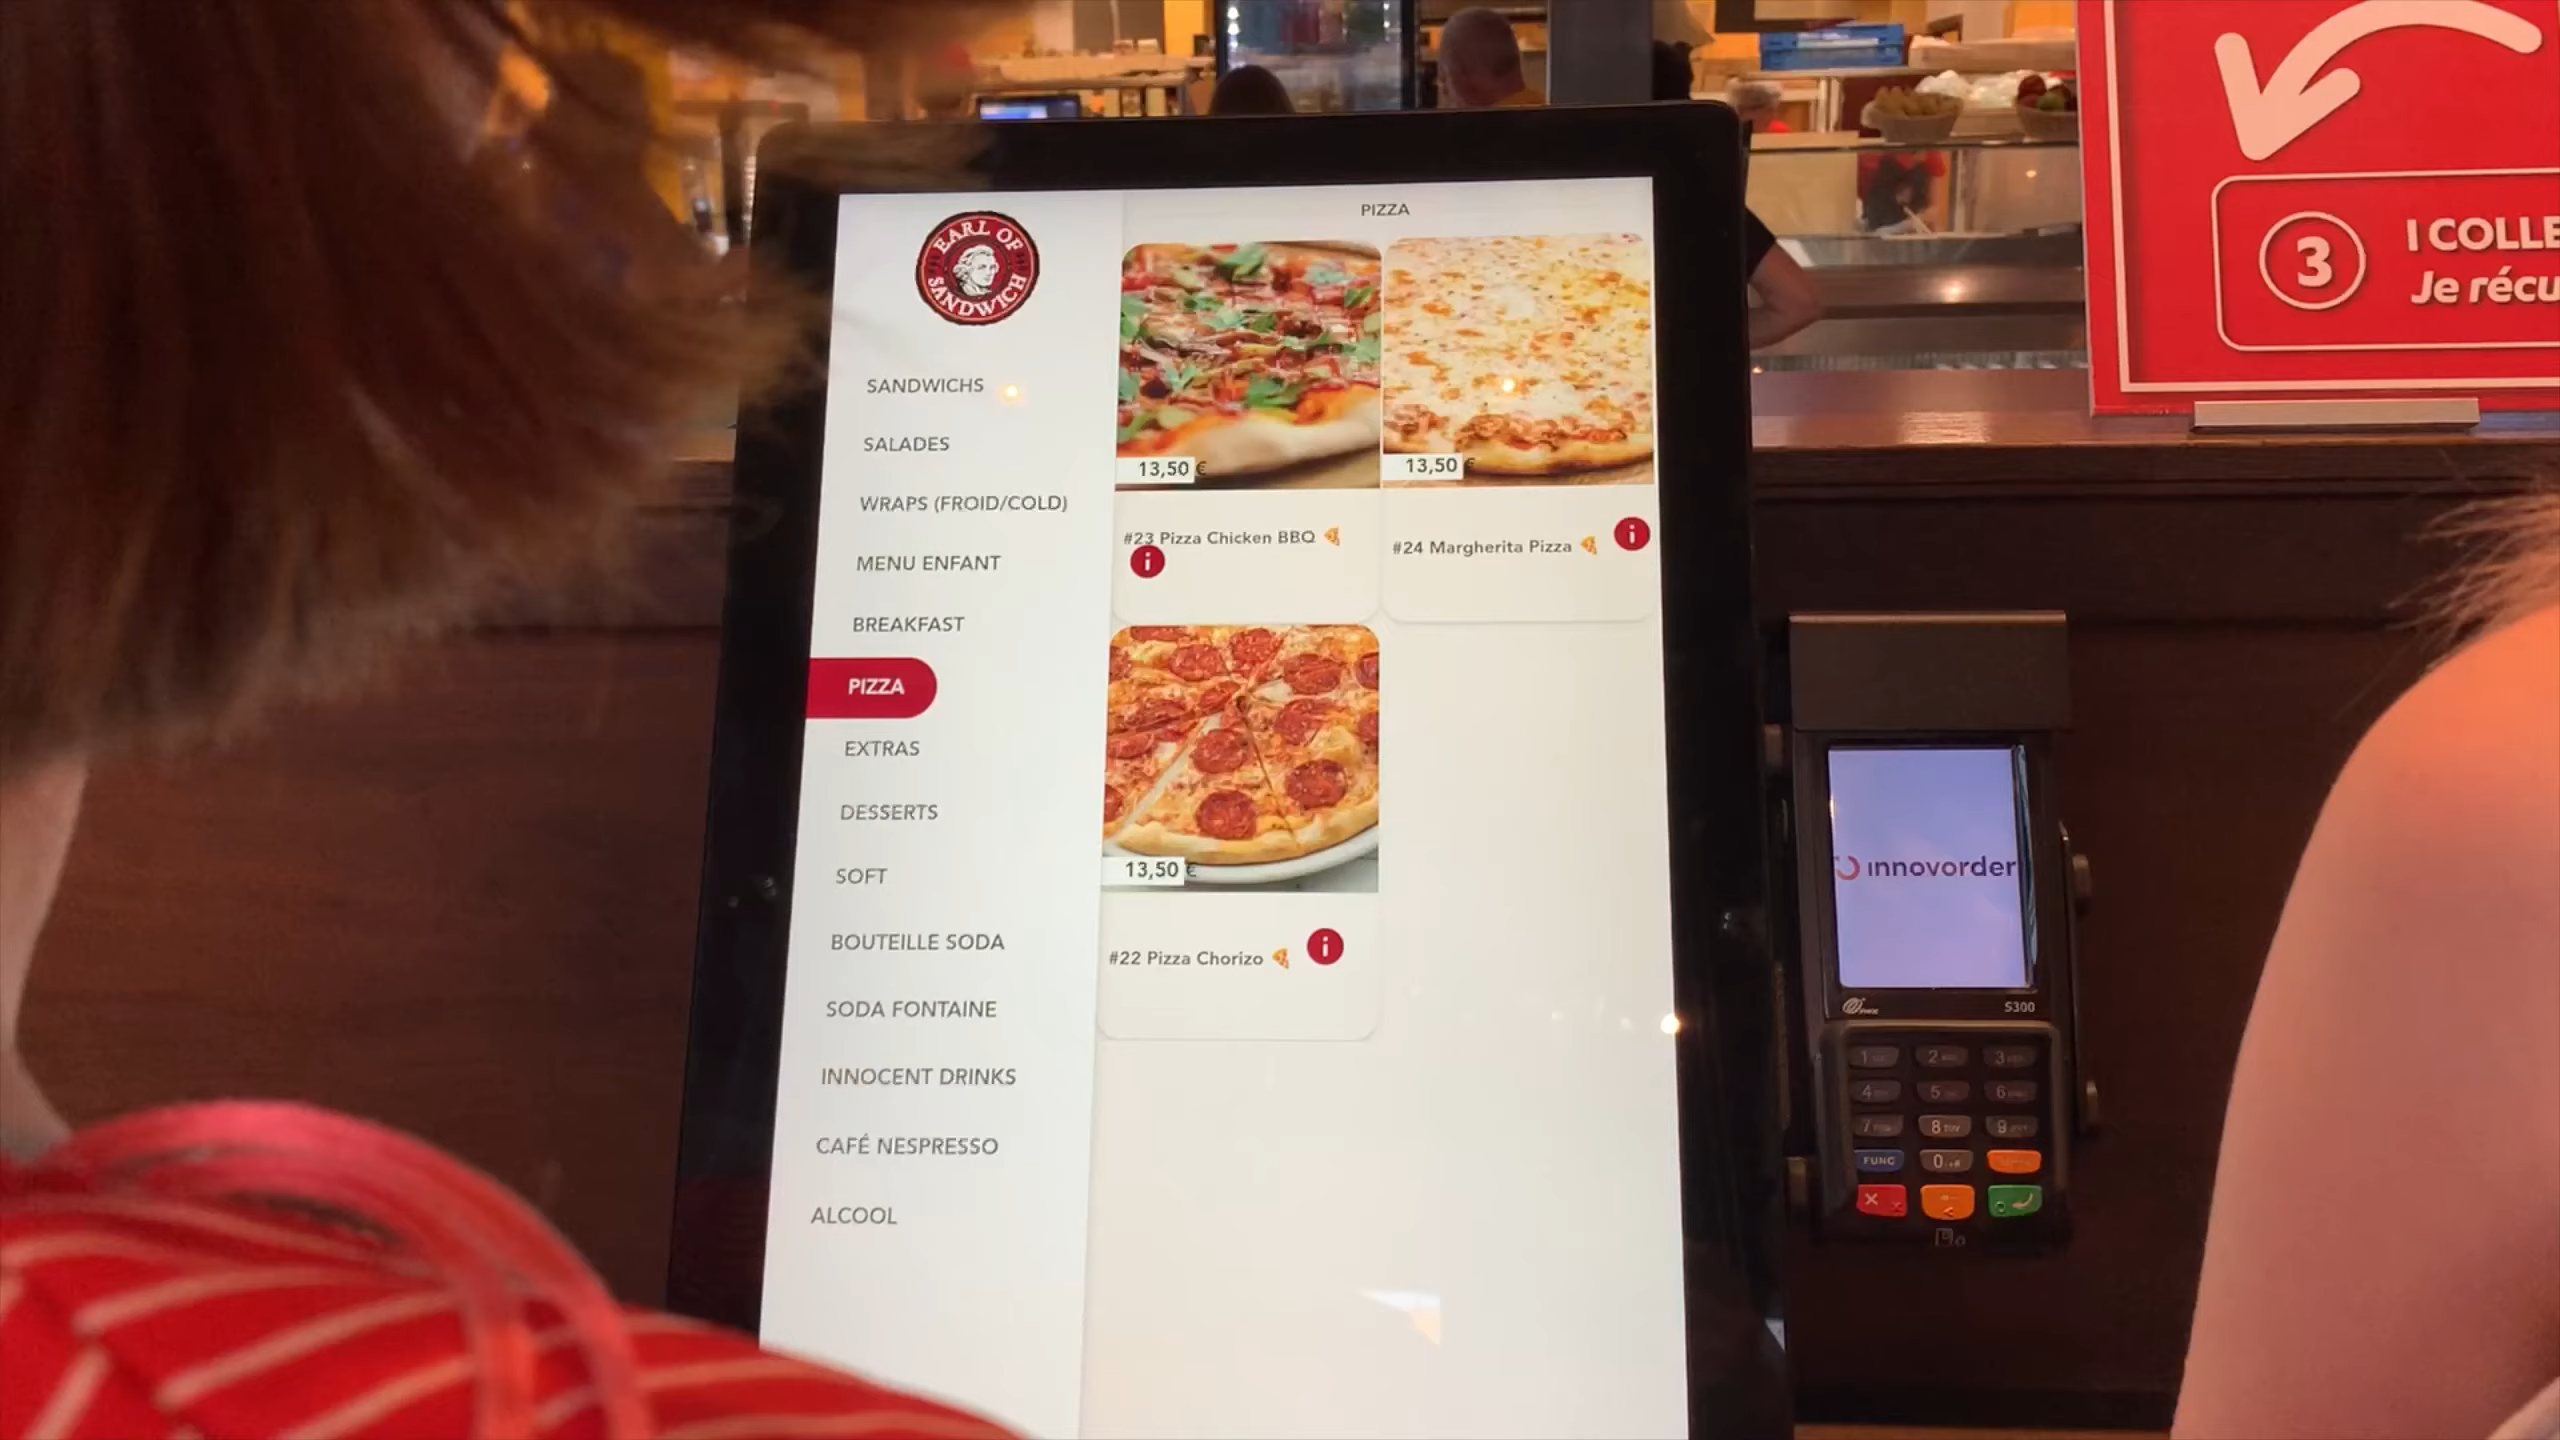 EARL OF
SANDWICH
SANDWICHS
SALADES
WRAPS (FROID/COLD)
MENU ENFANT
BREAKFAST
PIZZA
EXTRAS
DESSERTS
SOFT
BOUTEILLE SODA
SODA FONTAINE
INNOCENT DRINKS
CAFÉ NESPRESSO
ALCOOL
PIZZA
13,50 €
13,50 €
#23 Pizza Chicken BBQ
#24 Margherita Pizza
13,50 €
#22 Pizza Chorizo
3
I COLLE
Je récu
innovorder
S300
1
2
3
4
5
6
7
8
9
FUNC
0